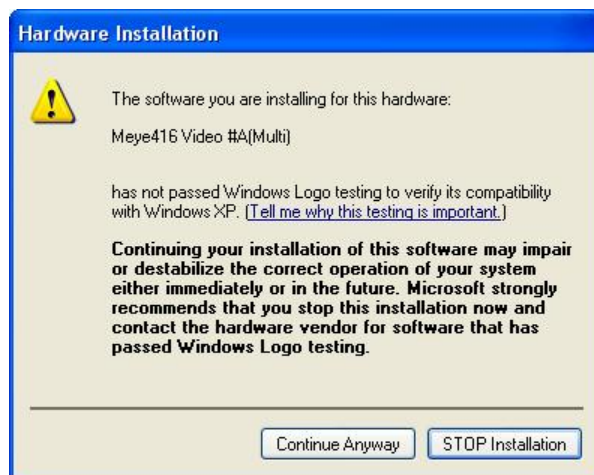 Hardware Installation
The software you are installing for this hardware:
Meye416 Video #A(Multi)
has not passed Windows Logo testing to verify its compatibility
with Windows XP. (Tell me why this testing is important.)
Continuing your installation of this software may impair
or destabilize the correct operation of your system
either immediately or in the future. Microsoft strongly
recommends that you stop this installation now and
contact the hardware vendor for software that has
passed Windows Logo testing.
Continue Anyway
STOP Installation